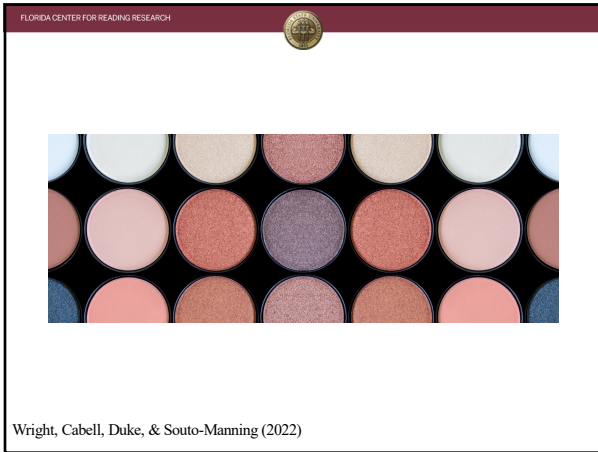 FLORIDA CENTER FOR READING RESEARCH
Wright, Cabell, Duke, & Souto-Manning (2022)